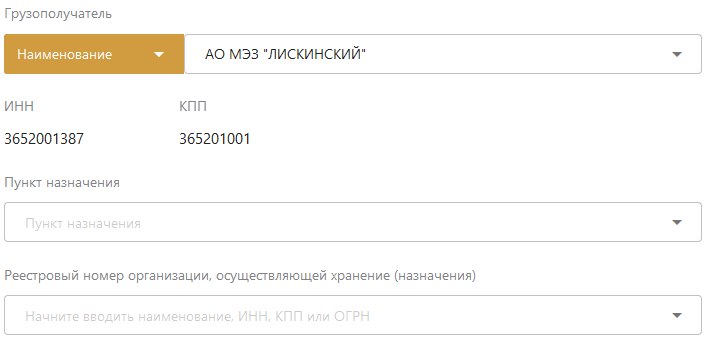 Грузополучатель
Наименование АО МЭЗ "ЛИСКИНСКИЙ"
ИНН КПП
3652001387 365201001
Пункт назначения
Пункт назначения
Реестровый номер организации, осуществляющей хранение (назначения)
Начните вводить наименование, ИНН, КПП или ОГРН